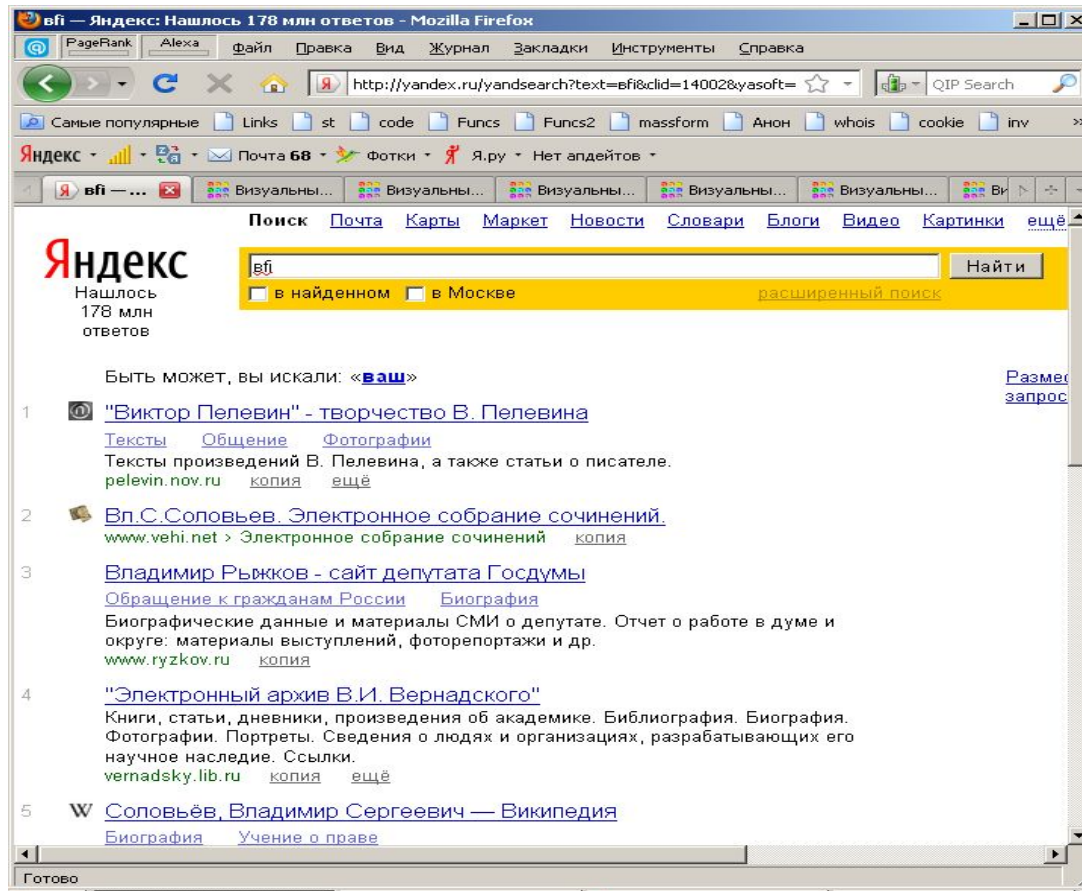 вfi — Яндекс: Нашлось 178 млн ответов - Mozilla Firefox
PageRank Alexa Файл Правка Вид Журнал Закладки Инструменты Справка
http://yandex.ru/yandsearch?text=вfi&clid=14002&yasoft= QIP Search
Самые популярные Links st code Funcs Funcs2 massform Анон whois cookie inv »
Яндекс Почта 68 Фотки Я.ру Нет апдейтов
вfi — ... Визуальны... Визуальны... Визуальны... Визуальны... Визуальны... Ви
Поиск Почта Карты Маркет Новости Словари Блоги Видео Картинки ещё
Яндекс
вfi Найти
в найденном в Москве расширенный поиск
Нашлось
178 млн
ответов
Быть может, вы искали: «ваш»
Размес
запрос
1 "Виктор Пелевин" - творчество В. Пелевина
Тексты Общение Фотографии
Тексты произведений В. Пелевина, а также статьи о писателе.
pelevin.nov.ru копия ещё
2 Вл.С.Соловьев. Электронное собрание сочинений.
www.vehi.net > Электронное собрание сочинений копия
3 Владимир Рыжков - сайт депутата Госдумы
Обращение к гражданам России Биография
Биографические данные и материалы СМИ о депутате. Отчет о работе в думе и
округе: материалы выступлений, фоторепортажи и др.
www.ryzkov.ru копия
4 "Электронный архив В.И. Вернадского"
Книги, статьи, дневники, произведения об академике. Библиография. Биография.
Фотографии. Портреты. Сведения о людях и организациях, разрабатывающих его
научное наследие. Ссылки.
vernadsky.lib.ru копия ещё
5 W Соловьёв, Владимир Сергеевич — Википедия
Биография Учение о праве
Готово